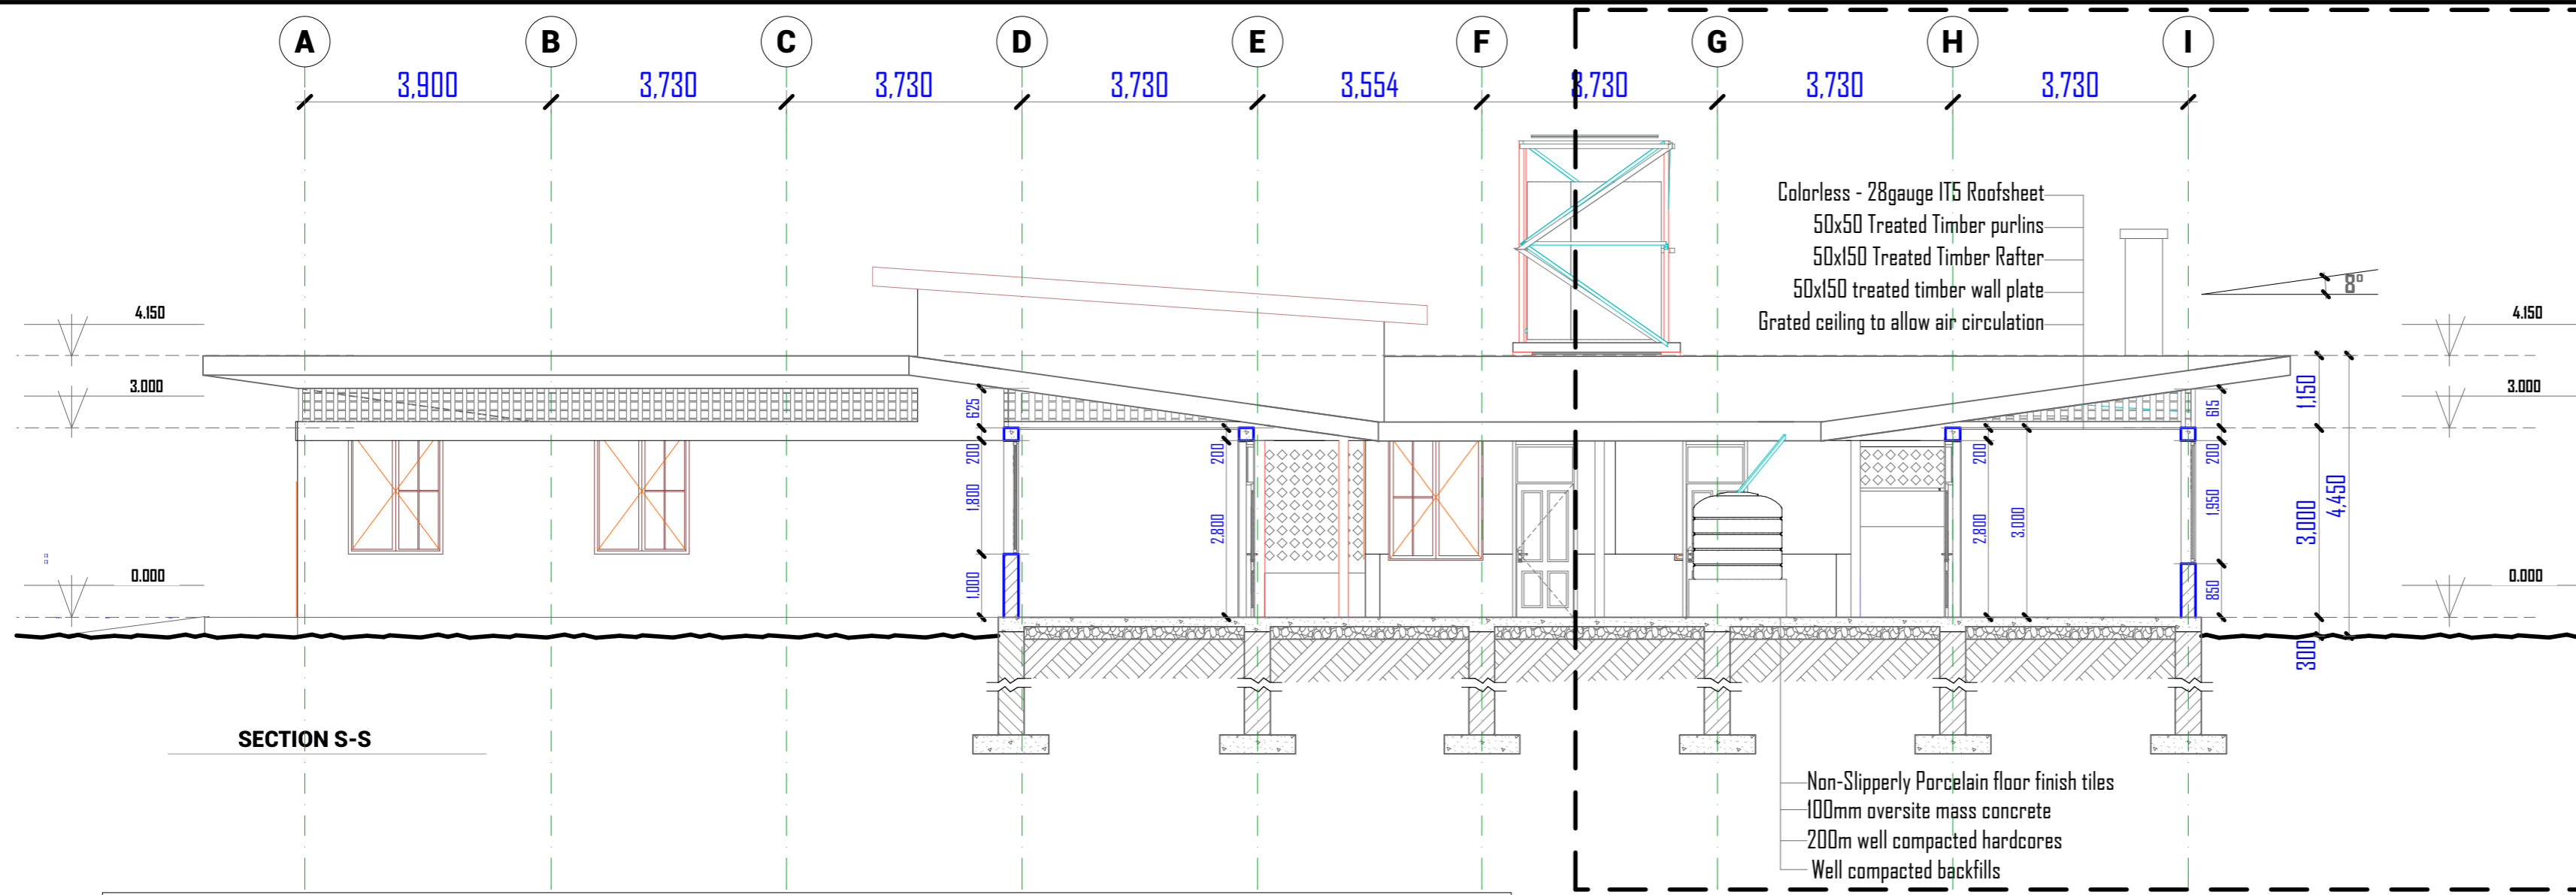 A B C D E F G H I
3,900 3,730 3,730 3,730 3,554 3,730 3,730 3,730
Colorless - 28gauge IT5 Roofsheet
50x50 Treated Timber purlins
50x150 Treated Timber Rafter
50x150 treated timber wall plate
Grated ceiling to allow air circulation
8°
4.150
4.150
3.000
3.000
625
615
1,150
200
200
200
200
4,450
1,800
2,800
2,800
3,000
1,950
3,000
0.000
0.000
1,000
850
300
SECTION S-S
Non-Slipperly Porcelain floor finish tiles
100mm oversite mass concrete
200m well compacted hardcores
Well compacted backfills